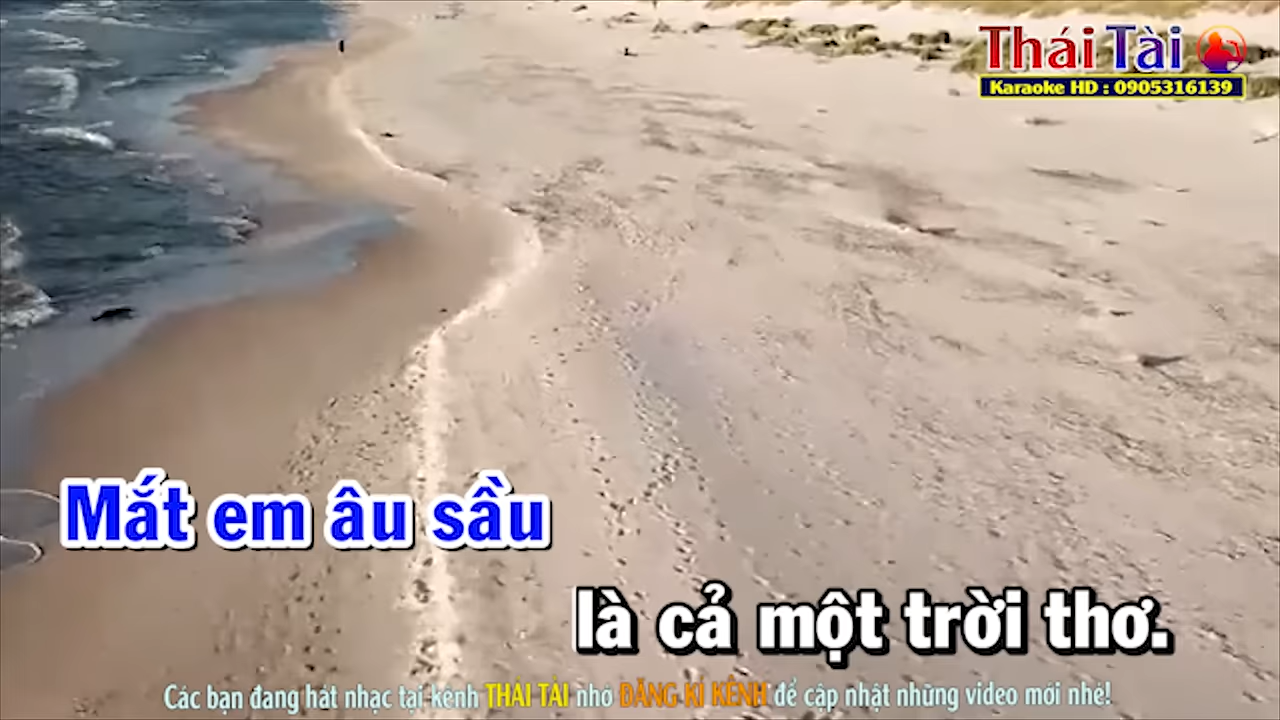 Thái Tài
Karaoke HD : 0905316139
Mắt em âu sầu
là cả một trời thơ.
Các bạn đang hát nhạc tại kênh THÁI TÀI nhớ ĐĂNG KÍ KÊNH để cập nhật những video mới nhé!